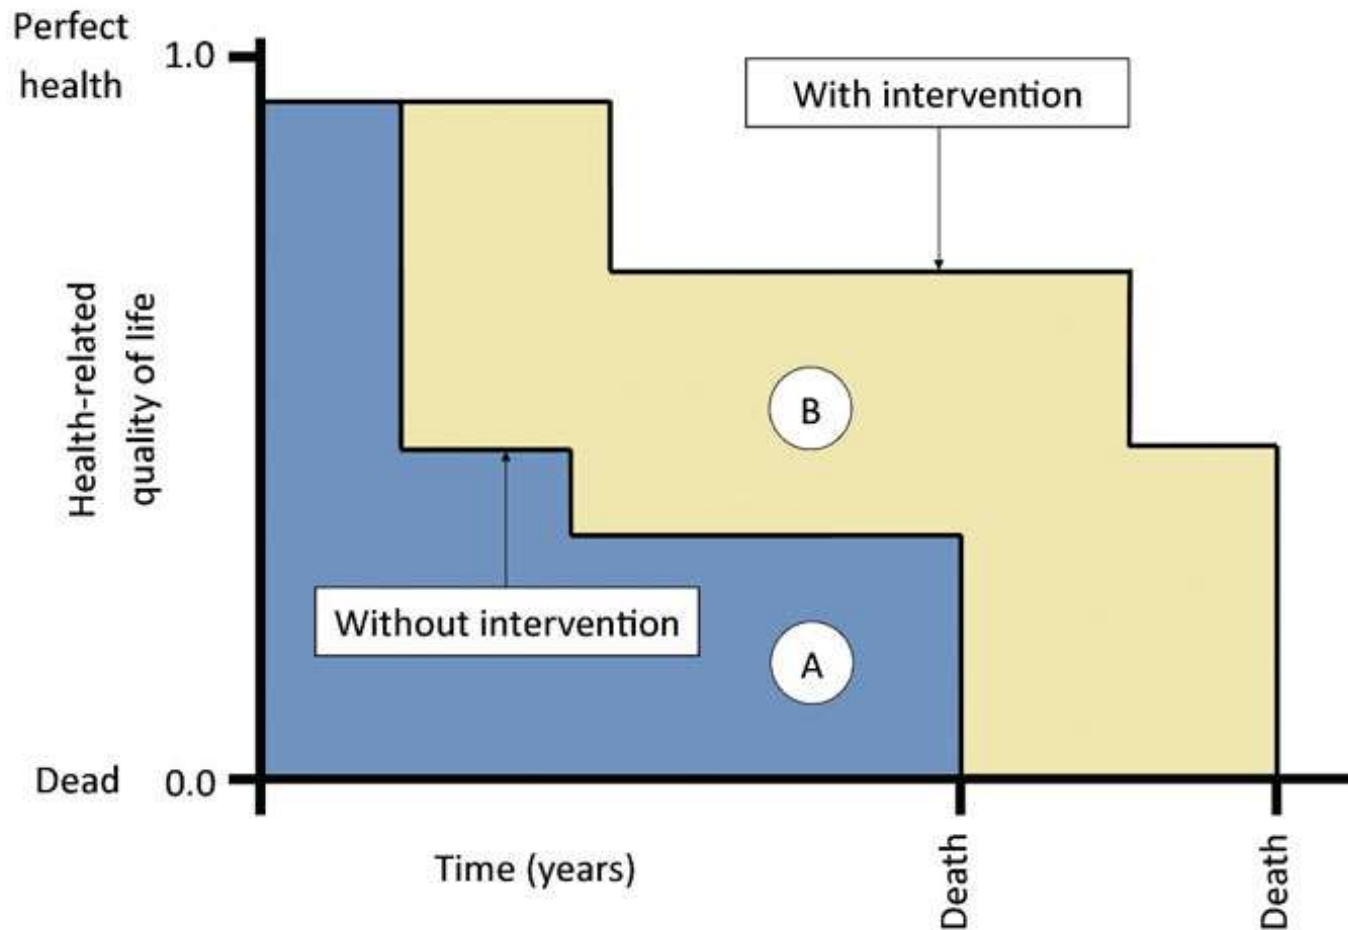 Perfect
health
1.0
With intervention
Health-related
quality of life
B
Without intervention
A
Dead
0.0
Time (years)
Death
Death